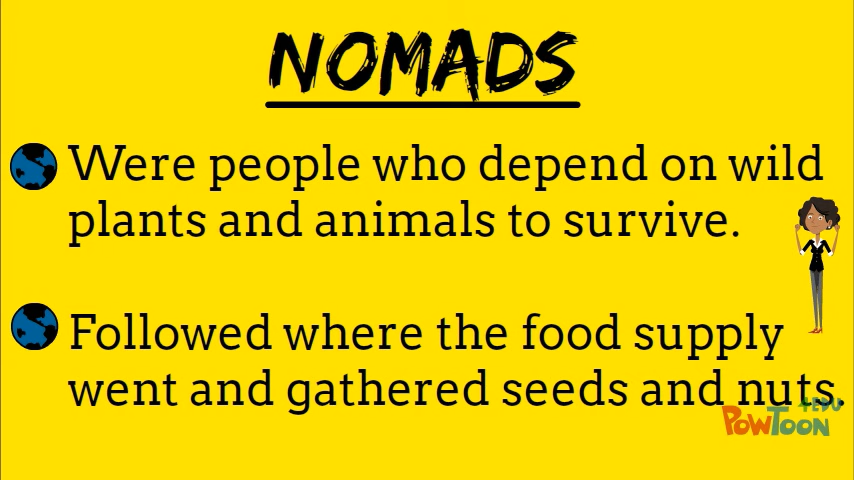 NOMADS
Were people who depend on wild
plants and animals to survive.
Followed where the food supply
went and gathered seeds and nuts.
4EDU
POWTOON